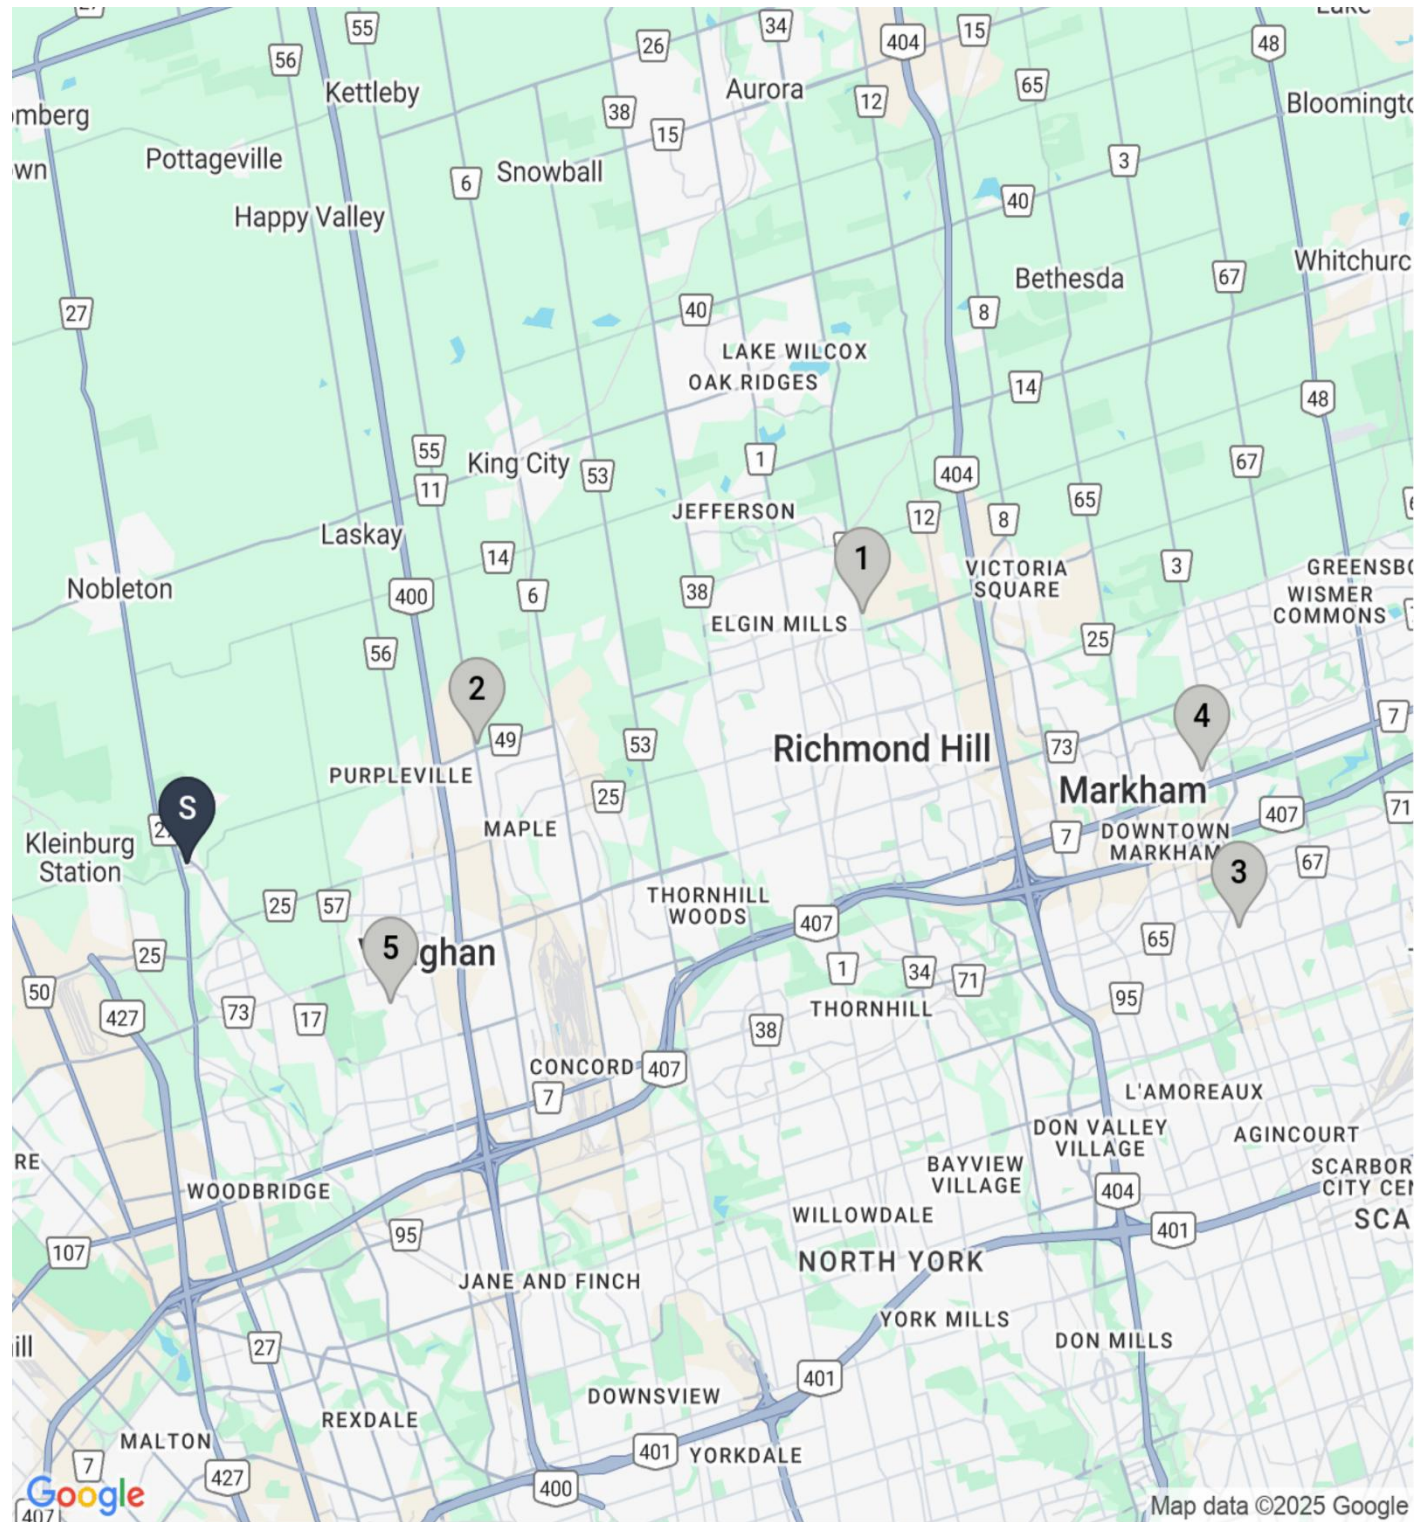 27
55
34
15
404
48
56
26
Kettleby
Aurora
65
12
38
15
Bloomingto
omberg
Pottageville
wn
Snowball
3
6
40
Happy Valley
Whitchurc
Bethesda
67
27
40
8
LAKE WILCOX
OAK RIDGES
14
48
55
King City
1
53
404
67
11
65
JEFFERSON
12
8
Laskay
14
1
VICTORIA
SQUARE
3
GREENSBO
Nobleton
400
6
38
WISMER
COMMONS
ELGIN MILLS
56
25
2
4
7
49
53
Richmond Hill
73
PURPLEVILLE
Markham
25
S
407
71
Kleinburg
Station
MAPLE
7
DOWNTOWN
MARKHAM
67
3
25
57
THORNHILL
WOODS
407
65
5
ghan
25
50
1
34
71
95
427
73
17
THORNHILL
38
CONCORD
407
7
L'AMOREAUX
DON VALLEY
VILLAGE
AGINCOURT
RE
BAYVIEW
VILLAGE
SCARBOR
CITY CEN
WOODBRIDGE
404
WILLOWDALE
SCA
95
401
107
NORTH YORK
JANE AND FINCH
YORK MILLS
27
DON MILLS
ill
401
DOWNSVIEW
REXDALE
MALTON
401
YORKDALE
7
427
400
Google
407
Map data ©2025 Google